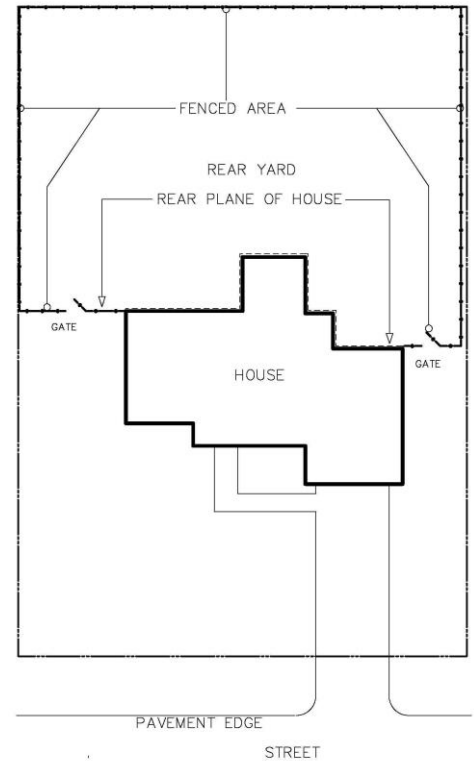 FENCED AREA
REAR YARD
REAR PLANE OF HOUSE
GATE
GATE
HOUSE
PAVEMENT EDGE
STREET